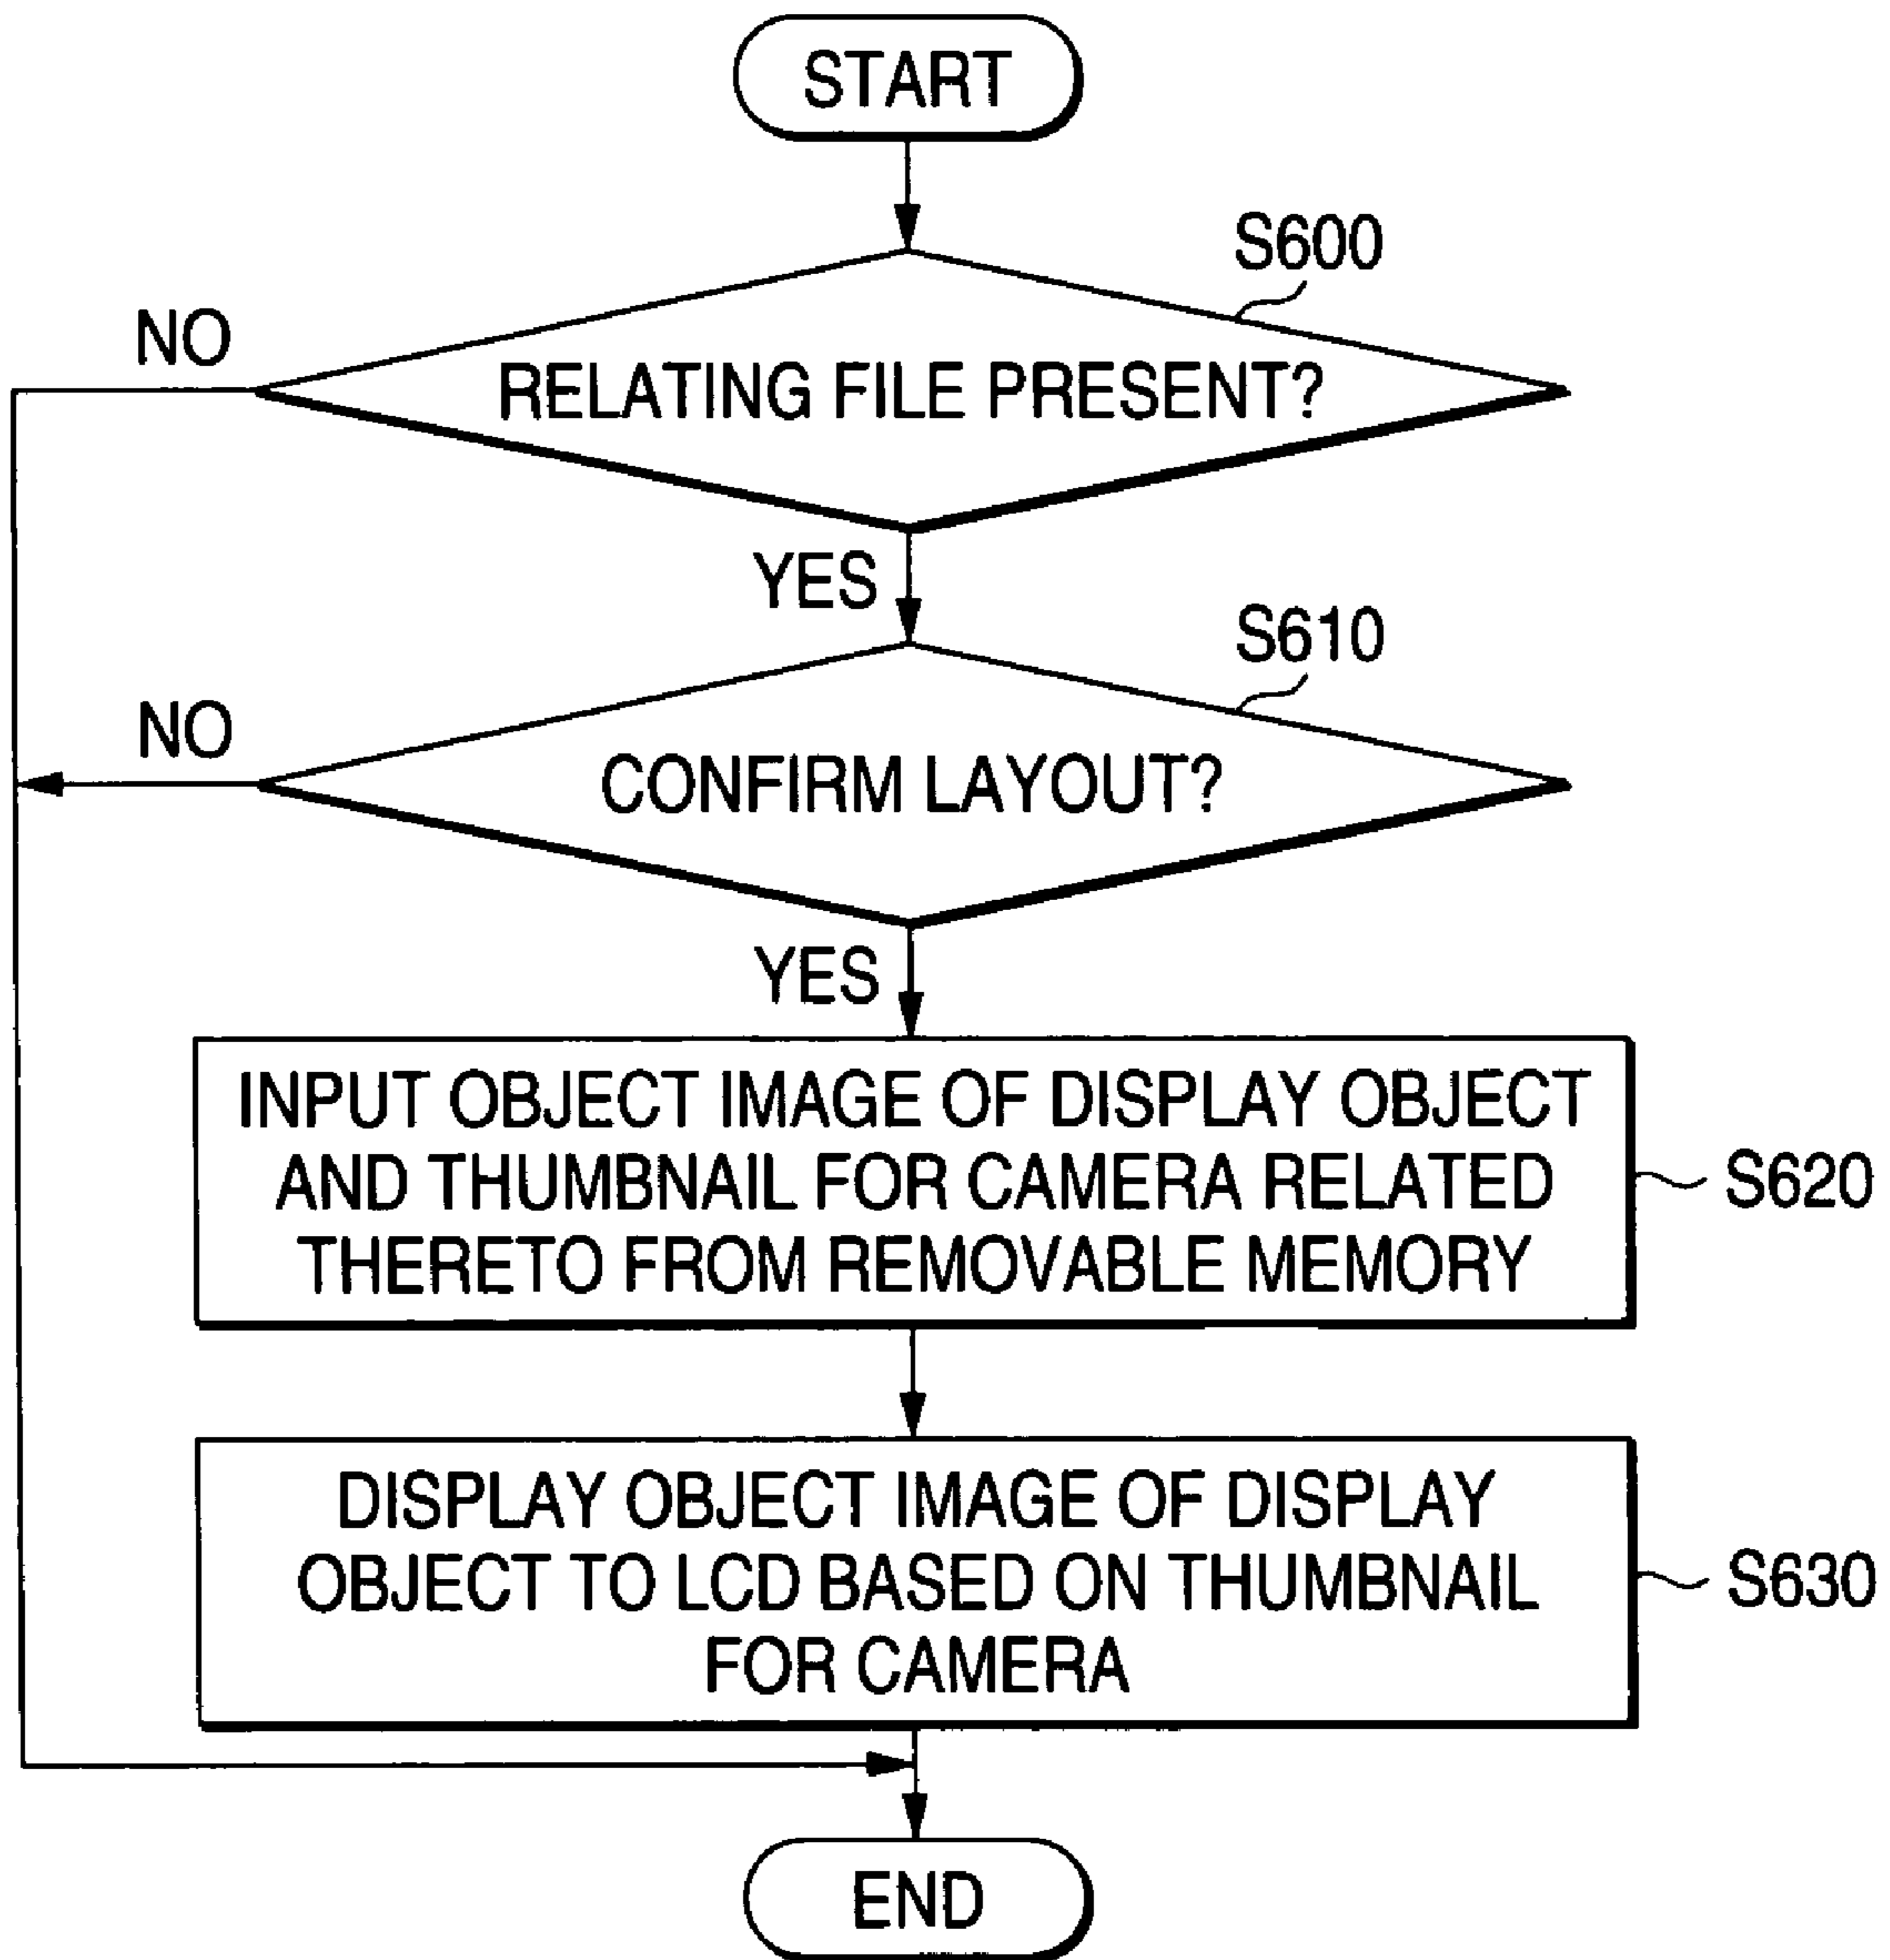 START
S600
NO
RELATING FILE PRESENT?
YES
S610
NO
CONFIRM LAYOUT?
YES
INPUT OBJECT IMAGE OF DISPLAY OBJECT
AND THUMBNAIL FOR CAMERA RELATED
THERETO FROM REMOVABLE MEMORY
S620
DISPLAY OBJECT IMAGE OF DISPLAY
OBJECT TO LCD BASED ON THUMBNAIL
FOR CAMERA
S630
END